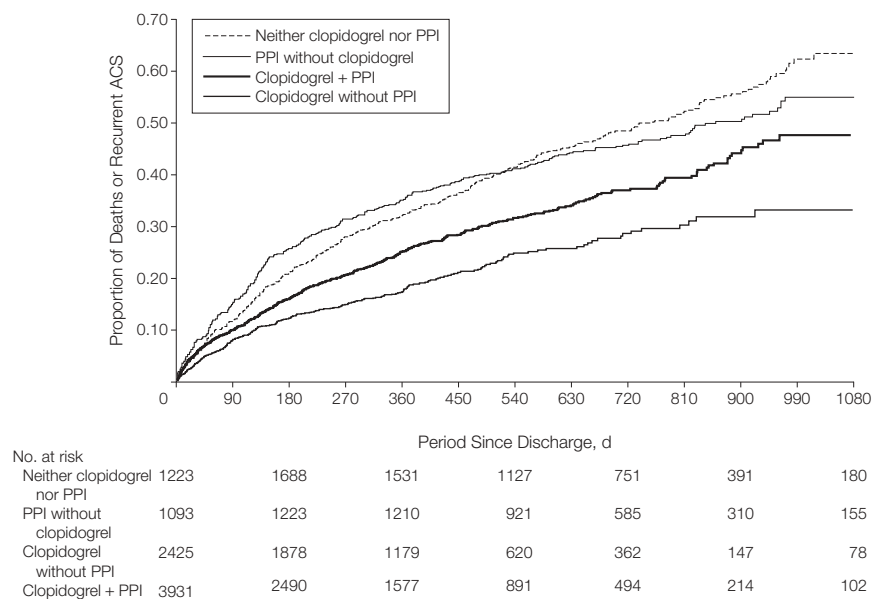 0.70
0.60
0.50
0.40
0.30
0.20
0.10
Proportion of Deaths or Recurrent ACS
Neither clopidogrel nor PPI
PPI without clopidogrel
Clopidogrel + PPI
Clopidogrel without PPI
0 90 180 270 360 450 540 630 720 810 900 990 1080
Period Since Discharge, d
No. at risk
Neither clopidogrel 1223 1688 1531 1127 751 391 180
nor PPI
PPI without 1093 1223 1210 921 585 310 155
clopidogrel
Clopidogrel 2425 1878 1179 620 362 147 78
without PPI
Clopidogrel + PPI 3931 2490 1577 891 494 214 102